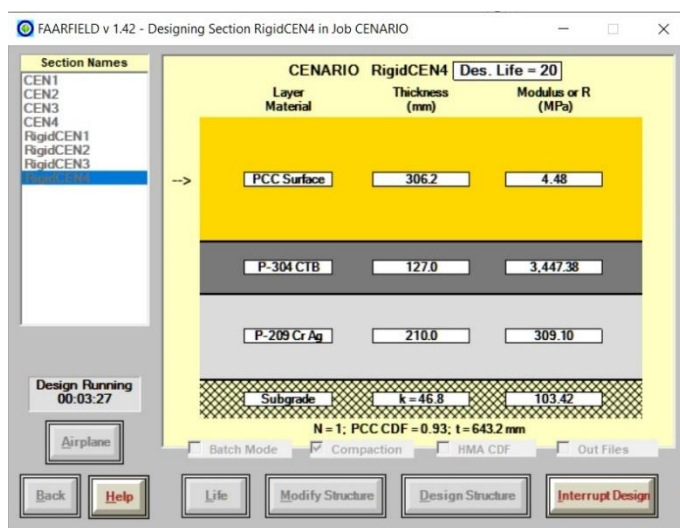 FAARFIELD v 1.42 - Designing Section RigidCEN4 in Job CENARIO
Section Names
CEN1
CEN2
CEN3
CEN4
RigidCEN1
RigidCEN2
RigidCEN3
RigidCEN4
Design Running
00:03:27
Airplane
Back
Help
CENARIO RigidCEN4 Des. Life = 20
Layer Material Thickness (mm) Modulus or R (MPa)
--> PCC Surface 306.2 4.48
P-304 CTB 127.0 3,447.38
P-209 Cr Ag 210.0 309.10
Subgrade k = 46.8 103.42
N = 1; PCC CDF = 0.93; t = 643.2 mm
Batch Mode Compaction HMA CDF Out Files
Life Modify Structure Design Structure Interrupt Design